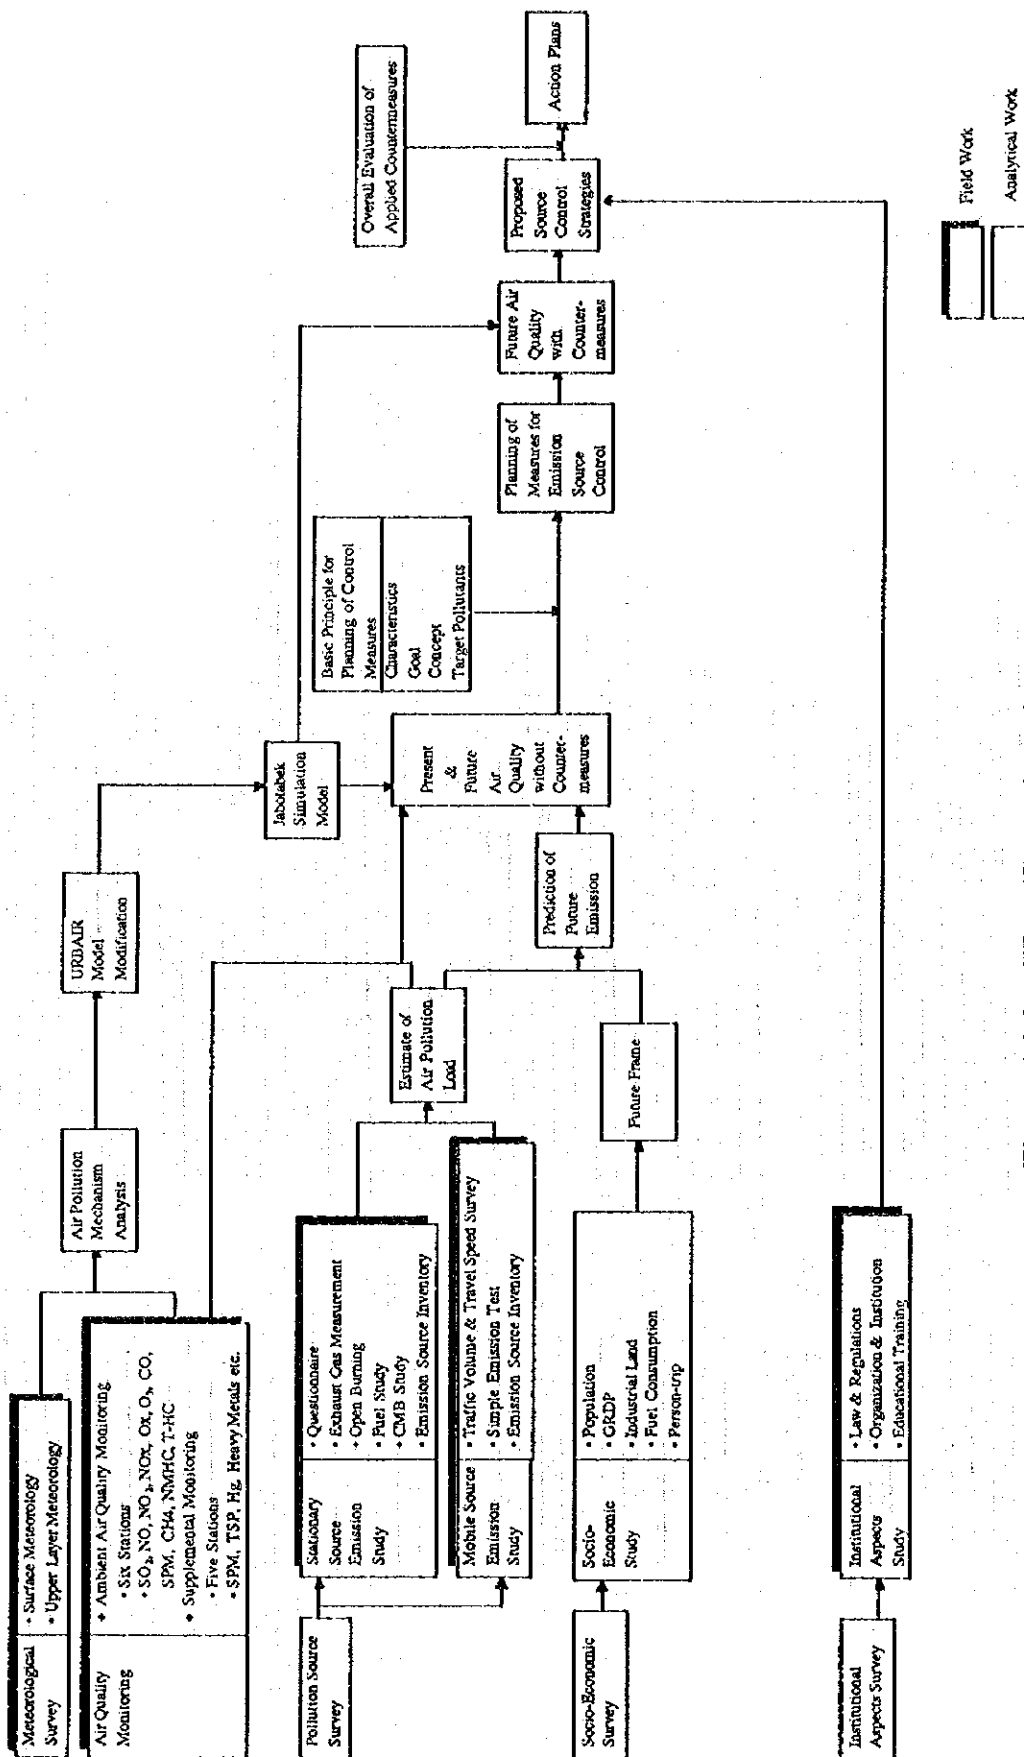 Meteorological
Survey
• Surface Meteorology
• Upper Layer Meteorology
Air Quality
Monitoring
• Ambient Air Quality Monitoring
• Six Stations
• SO₂, NO, NO₂, NOx, Ox, O₃, CO,
SPM, CH4, NMHC, T-HC
• Supplemental Monitoring
• Five Stations
• SPM, TSP, Hg, Heavy Metals etc.
Air Pollution
Mechanism
Analysis
URBAIR
Model
Modification
Jabotabek
Simulation
Model
Pollution Source
Survey
Stationary
Source
Emission
Study
• Questionnaire
• Exhaust Gas Measurement
• Open Burning
• Fuel Study
• CMB Study
• Emission Source Inventory
Mobile Source
Emission
Study
• Traffic Volume & Travel Speed Survey
• Simple Emission Test
• Emission Source Inventory
Estimate of
Air Pollution
Load
Socio-Economic
Survey
Socio-
Economic
Study
• Population
• GRDP
• Industrial Land
• Fuel Consumption
• Person-trip
Future Frame
Prediction of
Future
Emission
Present
&
Future
Air
Quality
without
Counter-
measures
Basic Principle for
Planning of Control
Measures
Characteristics
Goal
Concept
Target Pollutants
Planning of
Measures for
Emission
Source
Control
Future Air
Quality
with
Counter-
measures
Proposed
Source
Control
Strategies
Overall Evaluation of
Applied Countermeasures
Action Plans
Institutional
Aspects Survey
Institutional
Aspects
Study
• Law & Regulations
• Organization & Institution
• Educational Training
Field Work
Analytical Work